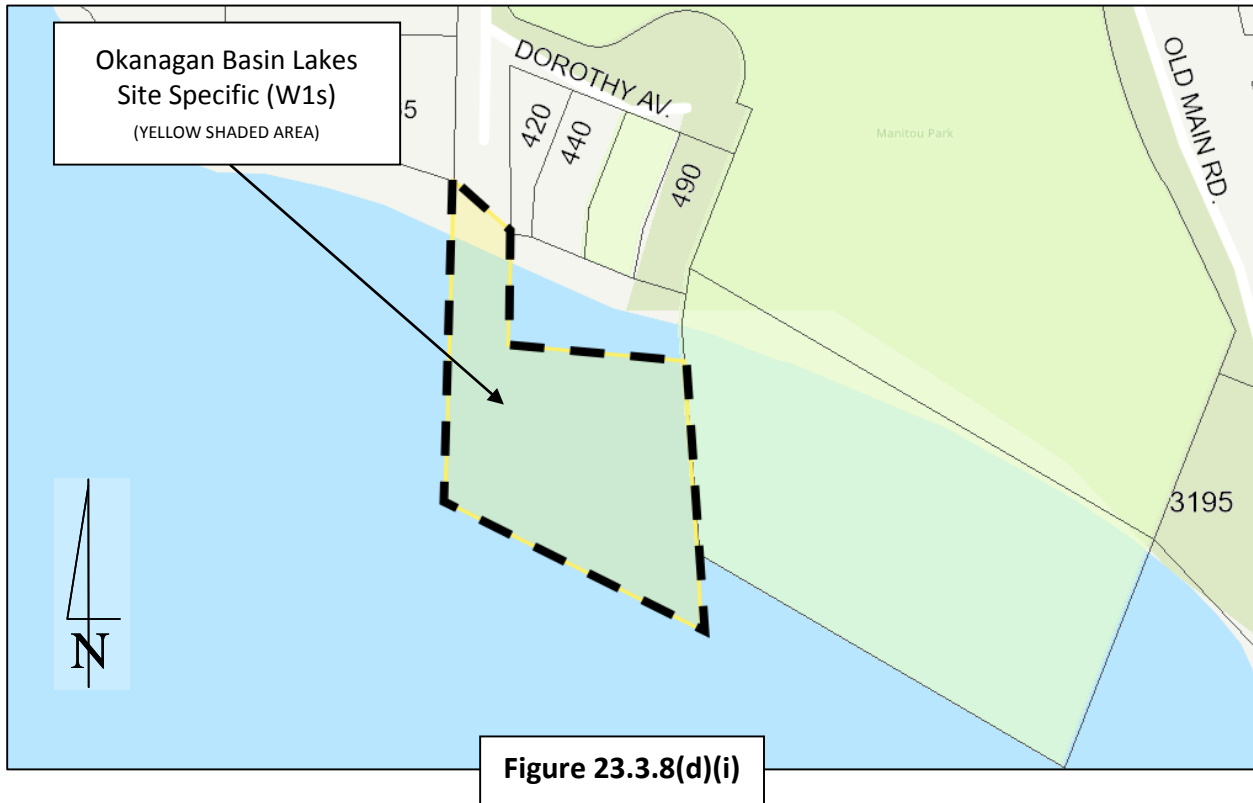 Okanagan Basin Lakes
Site Specific (W1s)
(YELLOW SHADED AREA)
DOROTHY AV.
420
440
490
Manitou Park
OLD MAIN RD.
3195
N
Figure 23.3.8(d)(i)